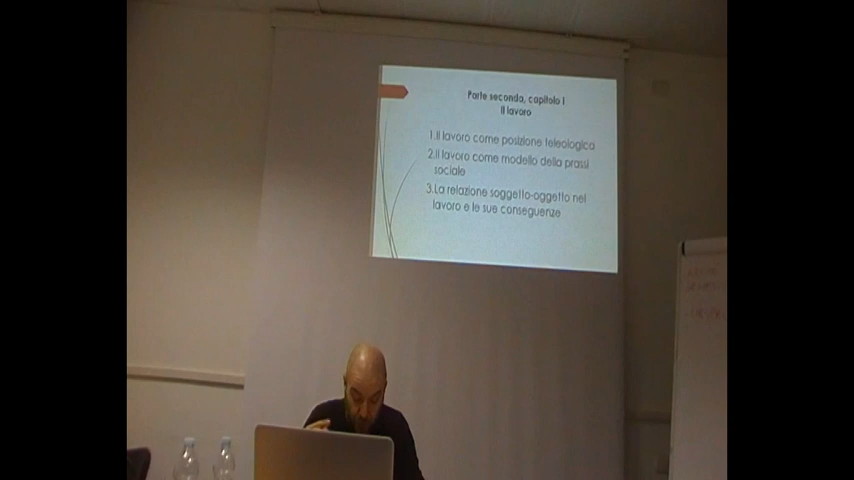 Parte seconda, capitolo I
Il lavoro
1.Il lavoro come posizione teleologica
2.Il lavoro come modello della prassi
sociale
3.La relazione soggetto-oggetto nel
lavoro e le sue conseguenze